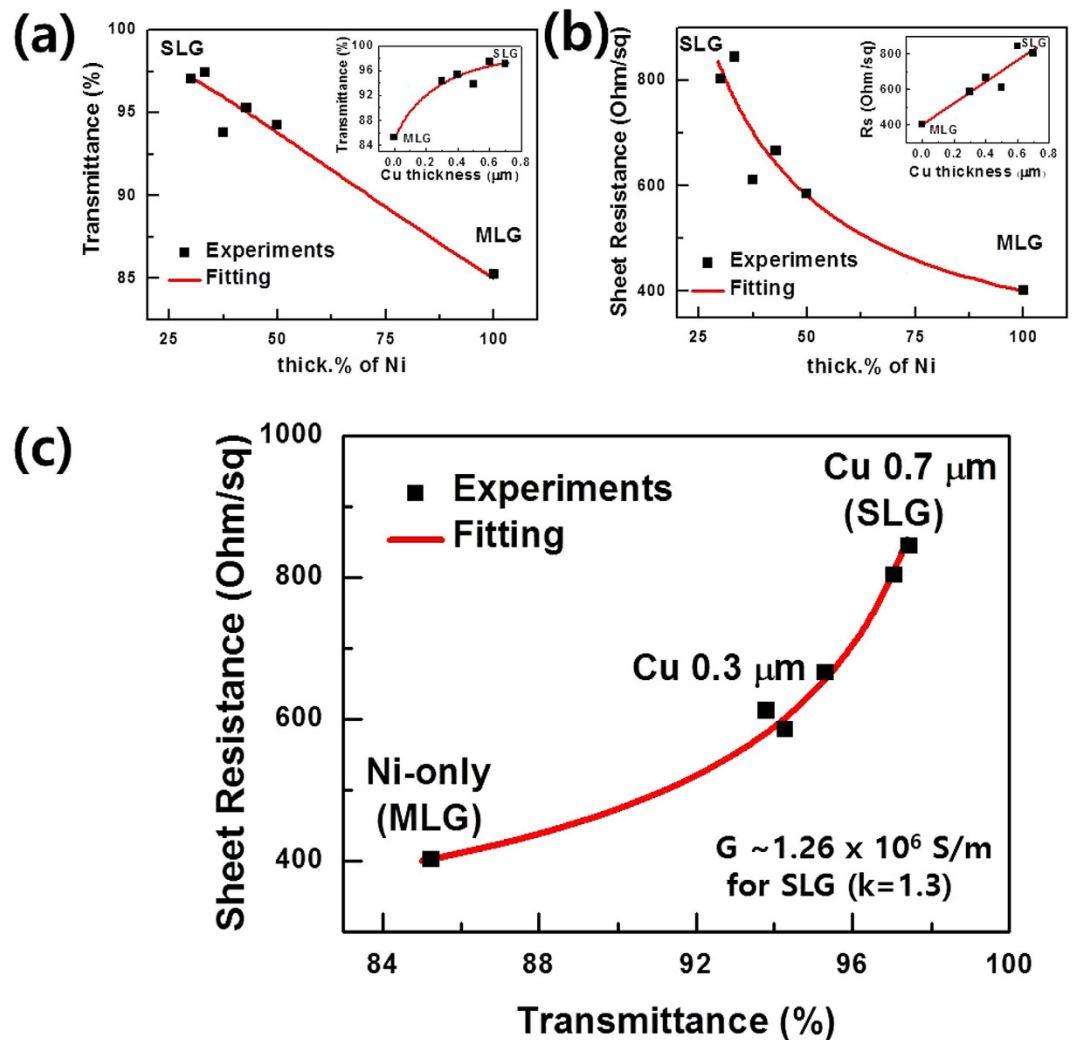 (a)
Transmittance (%)
100
95
90
85
SLG
MLG
Experiments
Fitting
25
50
75
100
thick.% of Ni
Transmittance (%)
100
96
92
88
84
SLG
MLG
0.0 0.2 0.4 0.6 0.8
Cu thickness (μm)
(b)
Sheet Resistance (Ohm/sq)
800
600
400
SLG
MLG
Experiments
Fitting
25
50
75
100
thick.% of Ni
Rs (Ohm/sq)
800
600
400
SLG
MLG
0.0 0.2 0.4 0.6 0.8
Cu thickness (μm)
(c)
Sheet Resistance (Ohm/sq)
1000
800
600
400
Experiments
Fitting
Cu 0.7 μm
(SLG)
Cu 0.3 μm
Ni-only
(MLG)
G ~1.26 x 10⁶ S/m
for SLG (k=1.3)
84
88
92
96
100
Transmittance (%)